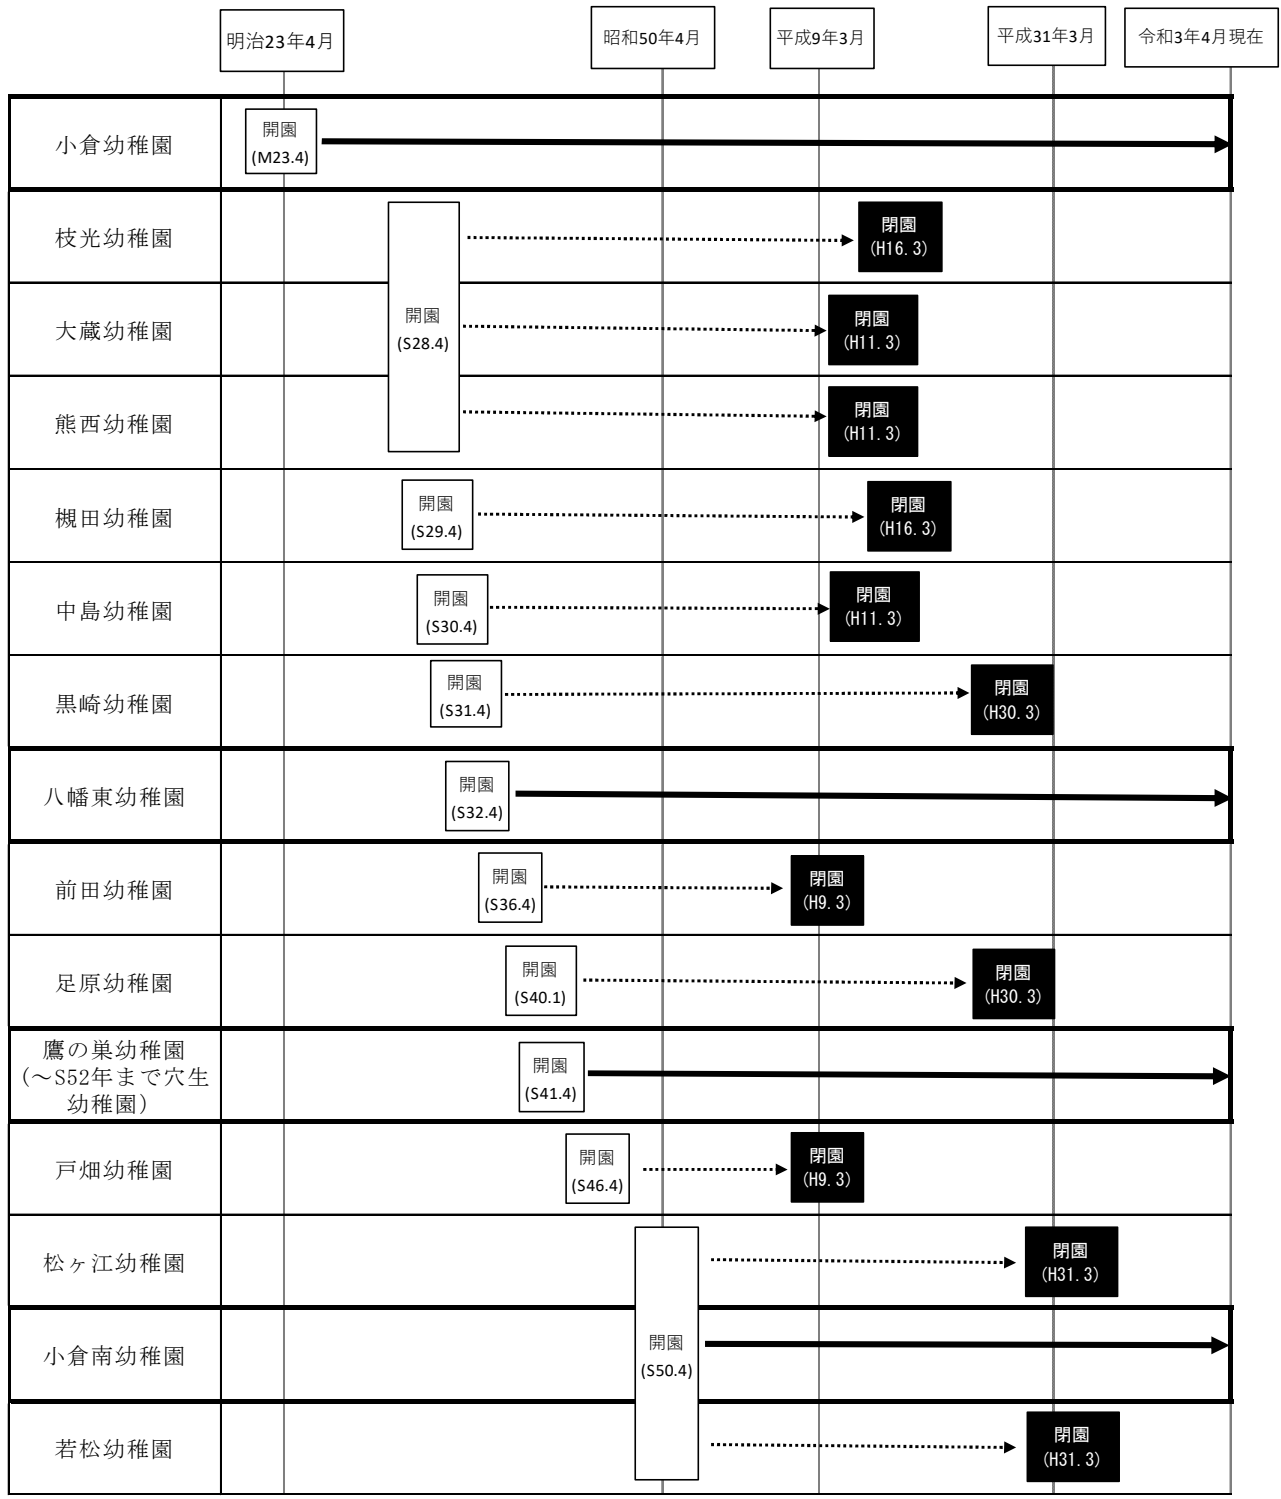 明治23年4月
昭和50年4月
平成9年3月
平成31年3月
令和3年4月現在
小倉幼稚園
開園
(M23.4)
枝光幼稚園
閉園
(H16.3)
大蔵幼稚園
開園
(S28.4)
閉園
(H11.3)
熊西幼稚園
閉園
(H11.3)
槻田幼稚園
開園
(S29.4)
閉園
(H16.3)
中島幼稚園
開園
(S30.4)
閉園
(H11.3)
黒崎幼稚園
開園
(S31.4)
閉園
(H30.3)
八幡東幼稚園
開園
(S32.4)
前田幼稚園
開園
(S36.4)
閉園
(H9.3)
足原幼稚園
開園
(S40.1)
閉園
(H30.3)
鷹の巣幼稚園
(～S52年まで穴生
幼稚園)
開園
(S41.4)
戸畑幼稚園
開園
(S46.4)
閉園
(H9.3)
松ヶ江幼稚園
閉園
(H31.3)
小倉南幼稚園
開園
(S50.4)
若松幼稚園
閉園
(H31.3)